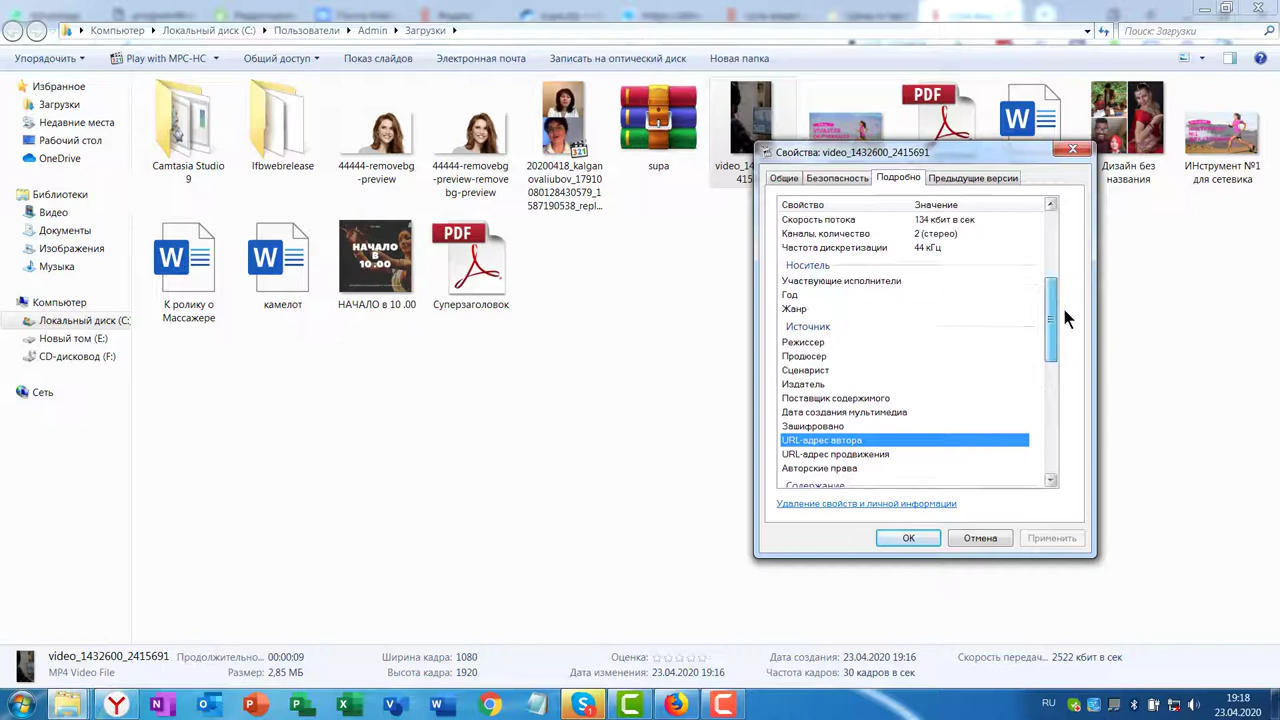 Компьютер
Локальный диск (C:)
Пользователи
Admin
Загрузки
Поиск: Загрузки
Упорядочить
Play with MPC-HC
Общий доступ
Показ слайдов
Электронная почта
Записать на оптический диск
Новая папка
Избранное
Загрузки
Недавние места
Рабочий стол
OneDrive
Библиотеки
Видео
Документы
Изображения
Музыка
Компьютер
Локальный диск (C:
Новый том (E:)
CD-дисковод (F:)
Сеть
Camtasia Studio
9
lfbwebrelease
44444-removebg
-preview
44444-removebg
-preview-remove
bg-preview
20200418_kalgan
ovaliubov_17910
080128430579_1
587190538_repl...
supa
video_14
415
PDF
W
Дизайн без
названия
ИНструмент №1
для сетевика
W
К ролику о
Массажере
W
камелот
НАЧАЛО
В
10 .00
НАЧАЛО в 10 .00
PDF
Суперзаголовок
Свойства: video_1432600_2415691
Общие
Безопасность
Подробно
Предыдущие версии
Свойство
Значение
Скорость потока
134 кбит в сек
Каналы, количество
2 (стерео)
Частота дискретизации
44 кГц
Носитель
Участвующие исполнители
Год
Жанр
Источник
Режиссер
Продюсер
Сценарист
Издатель
Поставщик содержимого
Дата создания мультимедиа
Зашифровано
URL-адрес автора
URL-адрес продвижения
Авторские права
Содержание
Удаление свойств и личной информации
ОК
Отмена
Применить
video_1432600_2415691
MP4 Video File
Продолжительно... 00:00:09
Размер: 2,85 МБ
Ширина кадра: 1080
Высота кадра: 1920
Оценка:
Дата изменения: 23.04.2020 19:16
Дата создания: 23.04.2020 19:16
Частота кадров: 30 кадров в сек
Скорость передач... 2522 кбит в сек
RU
19:18
23.04.2020